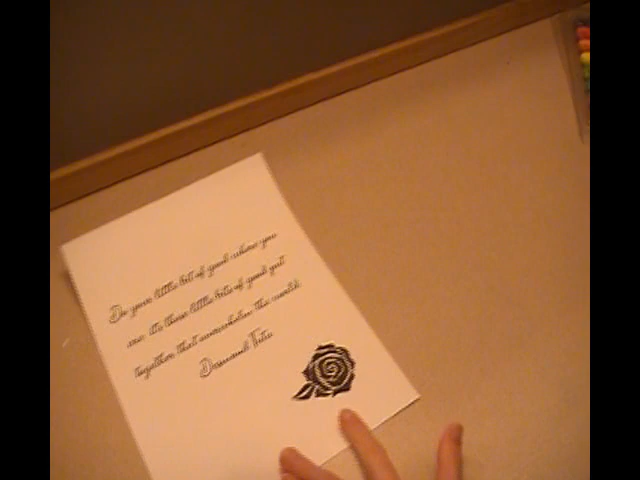 Do your little bit of good where you
are. its those little bits of good put
together that overwhelm the world.
Desmond Tutu